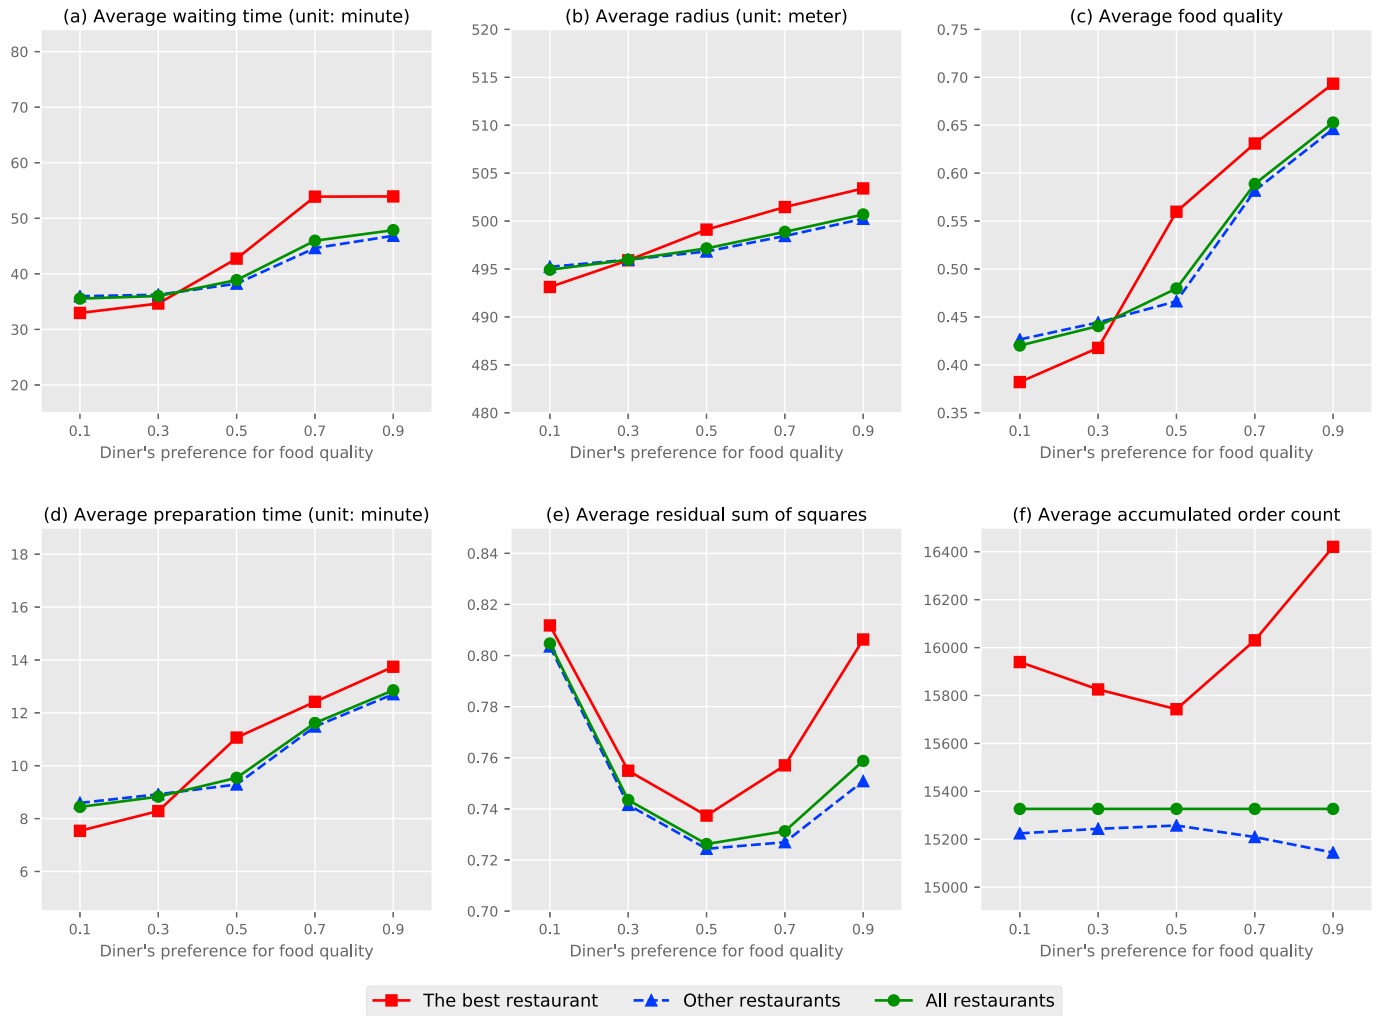 (a) Average waiting time (unit: minute)
80
70
60
50
40
30
20
0.1 0.3 0.5 0.7 0.9
Diner's preference for food quality
(b) Average radius (unit: meter)
520
515
510
505
500
495
490
485
480
0.1 0.3 0.5 0.7 0.9
Diner's preference for food quality
(c) Average food quality
0.75
0.70
0.65
0.60
0.55
0.50
0.45
0.40
0.35
0.1 0.3 0.5 0.7 0.9
Diner's preference for food quality
(d) Average preparation time (unit: minute)
18
16
14
12
10
8
6
0.1 0.3 0.5 0.7 0.9
Diner's preference for food quality
(e) Average residual sum of squares
0.84
0.82
0.80
0.78
0.76
0.74
0.72
0.70
0.1 0.3 0.5 0.7 0.9
Diner's preference for food quality
(f) Average accumulated order count
16400
16200
16000
15800
15600
15400
15200
15000
0.1 0.3 0.5 0.7 0.9
Diner's preference for food quality
The best restaurant Other restaurants All restaurants